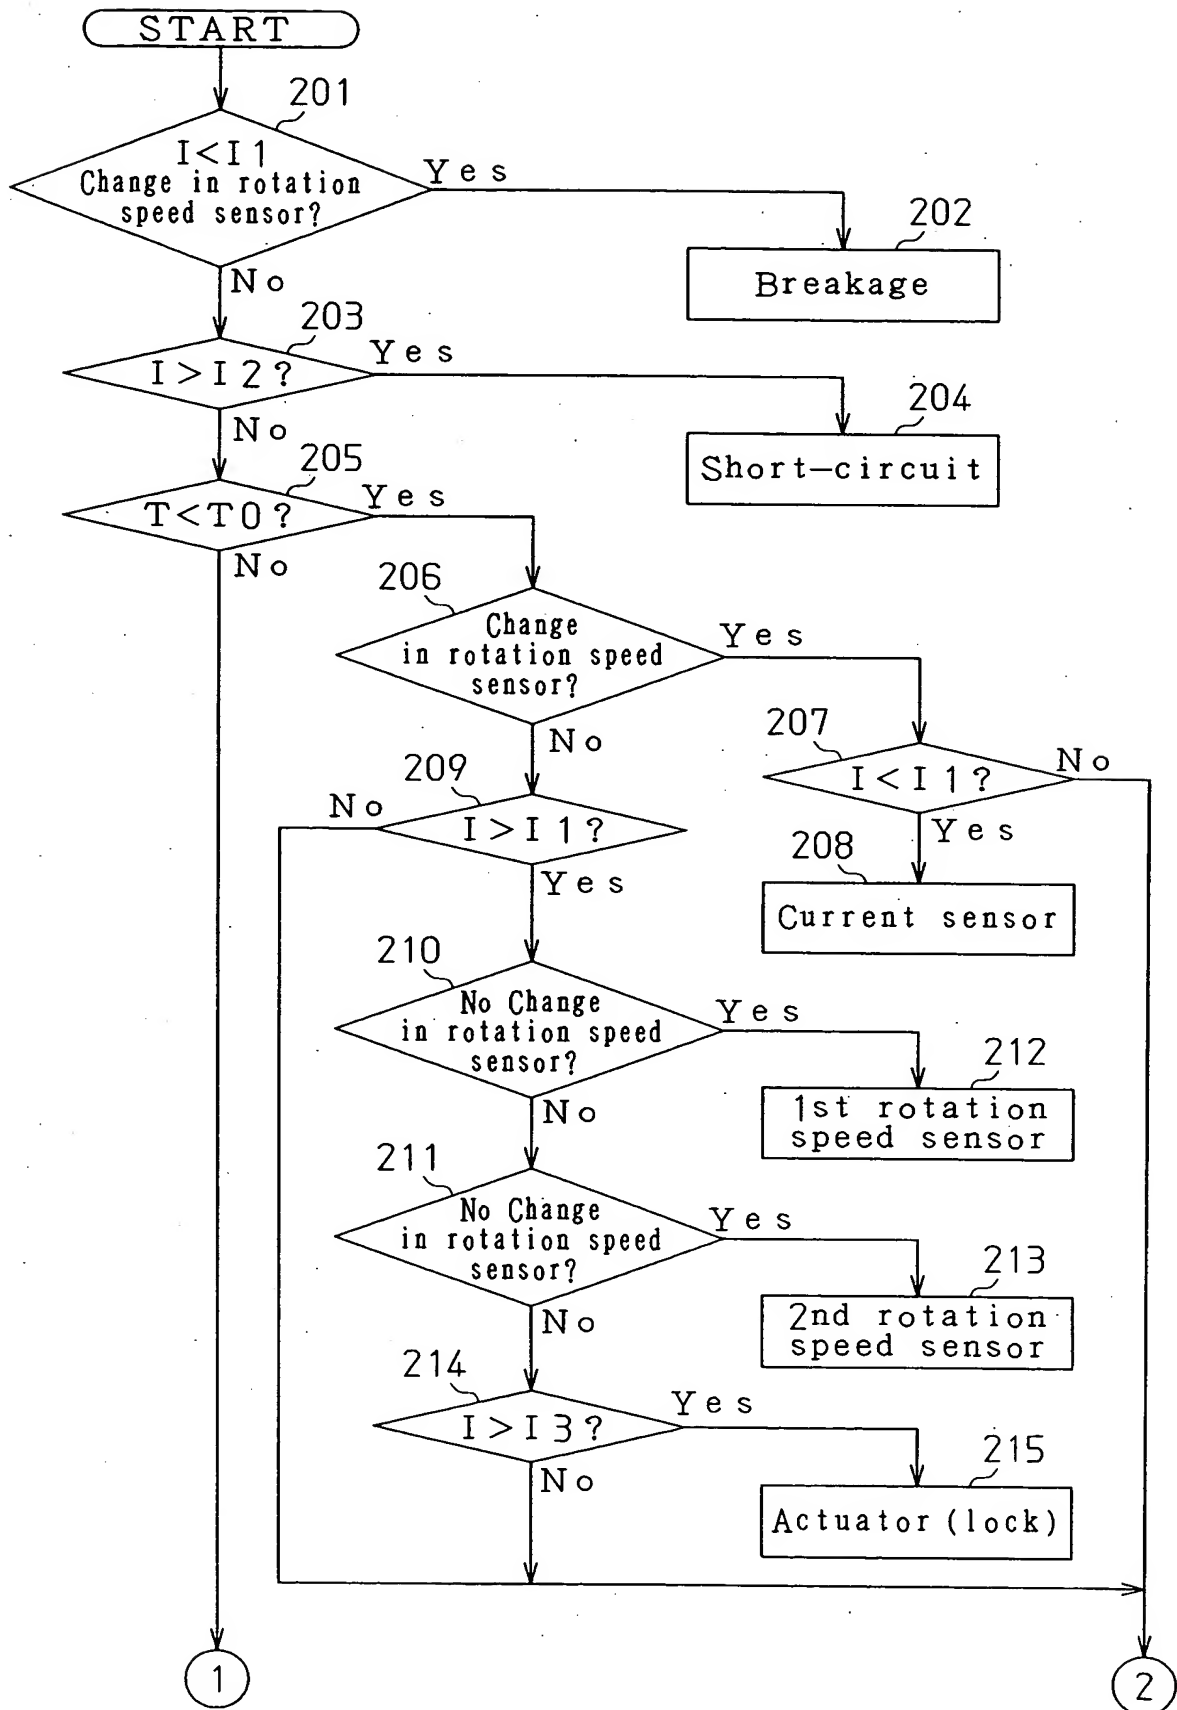 START
201
I<I1
Change in rotation
speed sensor?
Yes
No
202
Breakage
203
I>I2?
Yes
No
204
Short-circuit
205
T<T0?
Yes
No
206
Change
in rotation speed
sensor?
Yes
No
207
I<I1?
No
Yes
208
Current sensor
209
No
I>I1?
Yes
210
No Change
in rotation speed
sensor?
Yes
No
212
1st rotation
speed sensor
211
No Change
in rotation speed
sensor?
Yes
No
213
2nd rotation
speed sensor
214
I>I3?
Yes
No
215
Actuator (lock)
1
2